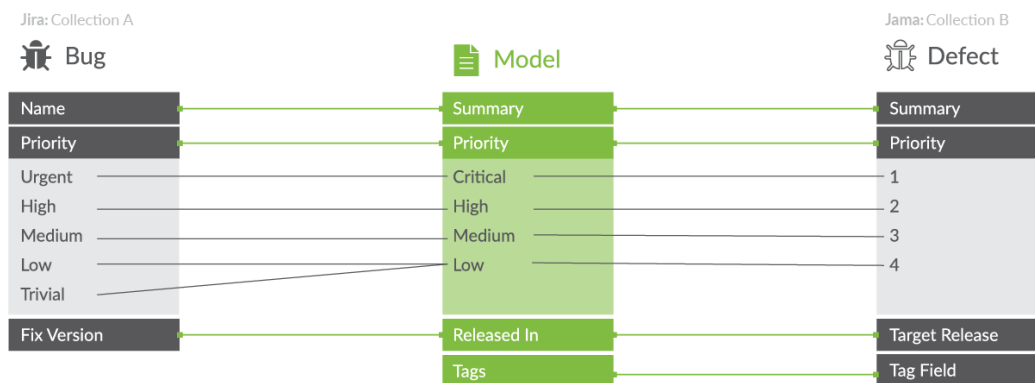 Jira: Collection A
Jama: Collection B
Bug
Model
Defect
Name
Summary
Summary
Priority
Priority
Priority
Urgent
Critical
1
High
High
2
Medium
Medium
3
Low
Low
4
Trivial
Fix Version
Released In
Target Release
Tags
Tag Field